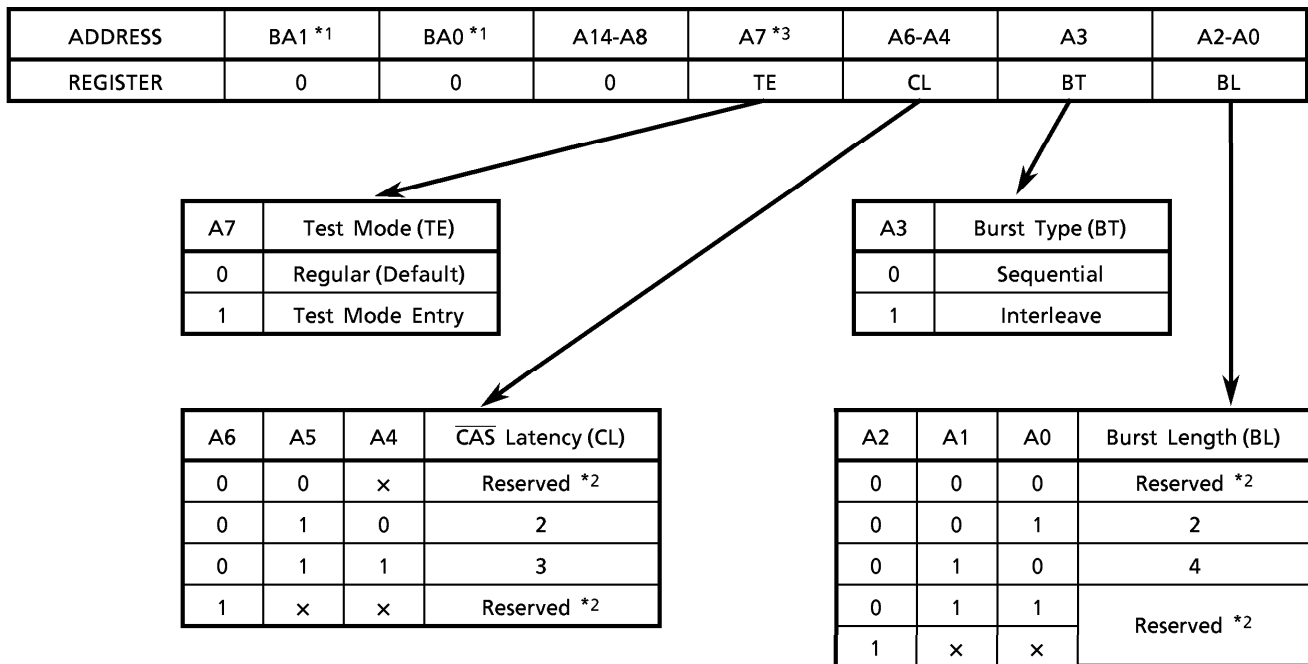 ADDRESS BA1 *1 BA0 *1 A14-A8 A7 *3 A6-A4 A3 A2-A0
REGISTER 0 0 0 TE CL BT BL
A7 Test Mode (TE)
0 Regular (Default)
1 Test Mode Entry
A3 Burst Type (BT)
0 Sequential
1 Interleave
A6 A5 A4 C̅A̅S̅ Latency (CL)
0 0 × Reserved *2
0 1 0 2
0 1 1 3
1 × × Reserved *2
A2 A1 A0 Burst Length (BL)
0 0 0 Reserved *2
0 0 1 2
0 1 0 4
0 1 1 Reserved *2
1 × ×